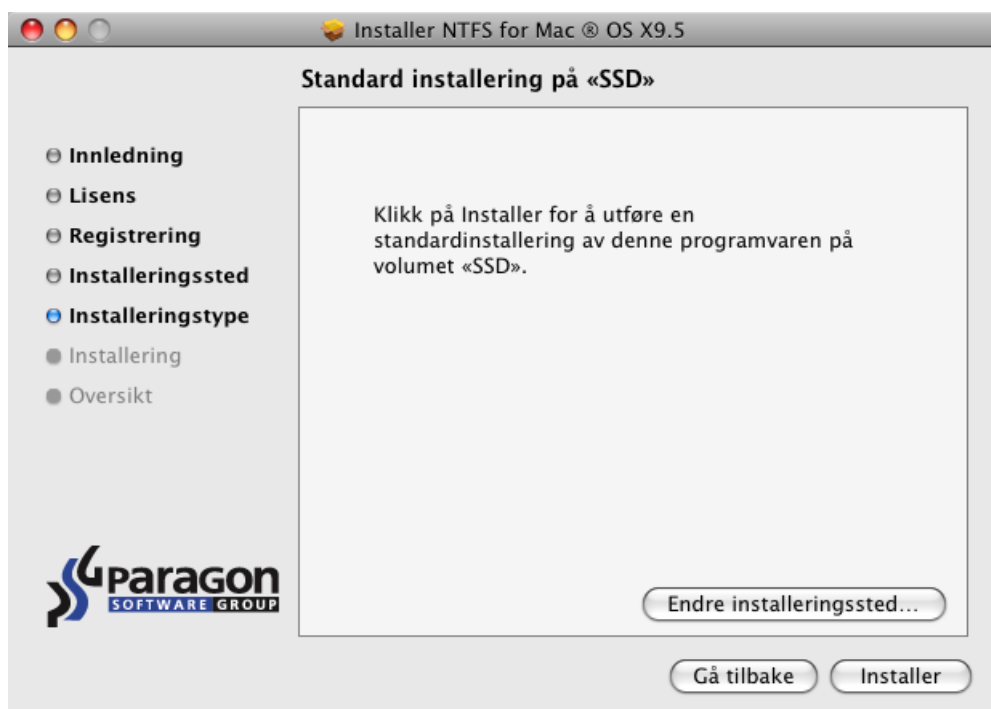 Installer NTFS for Mac ® OS X9.5
Standard installering på «SSD»
Innledning
Lisens
Registrering
Installeringssted
Installeringstype
Installering
Oversikt
Klikk på Installer for å utføre en
standardinstallering av denne programvaren på
volumet «SSD».
Paragon
SOFTWARE GROUP
Endre installeringssted...
Gå tilbake
Installer